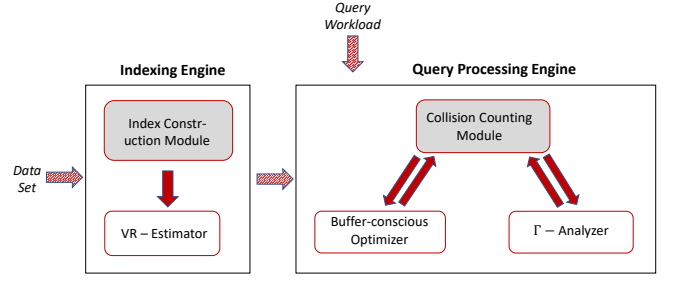 Query
Workload
Indexing Engine
Query Processing Engine
Data
Set
Index Constr-
uction Module
VR – Estimator
Collision Counting
Module
Buffer-conscious
Optimizer
Γ – Analyzer